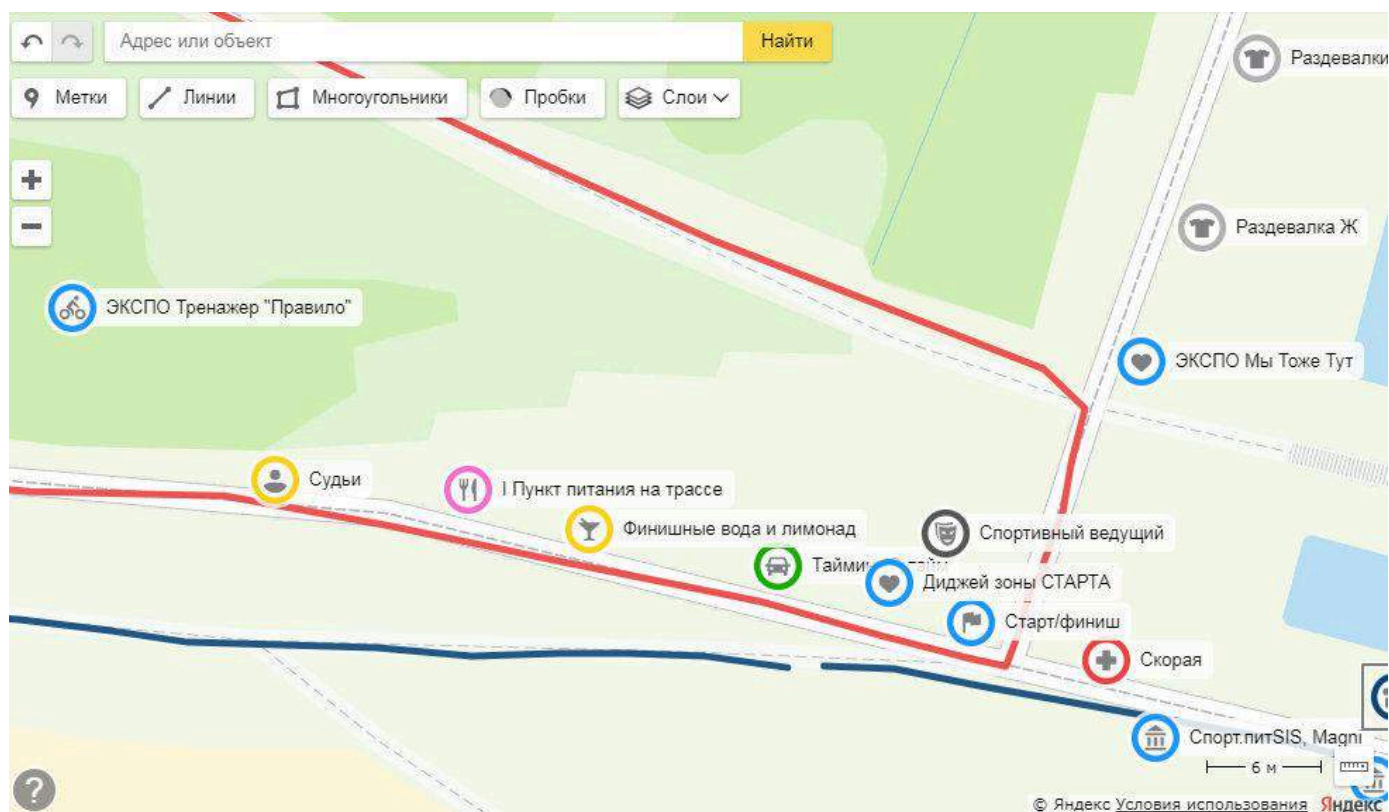 Адрес или объект
Найти
Метки
Линии
Многоугольники
Пробки
Слои
Раздевалки
Раздевалка Ж
ЭКСПО Тренажер "Правило"
ЭКСПО Мы Тоже Тут
Судьи
I Пункт питания на трассе
Финишные вода и лимонад
Спортивный ведущий
Диджей зоны СТАРТА
Старт/финиш
Скорая
Спорт.питSIS, Magni
6 м
?
© Яндекс Условия использования Яндекс